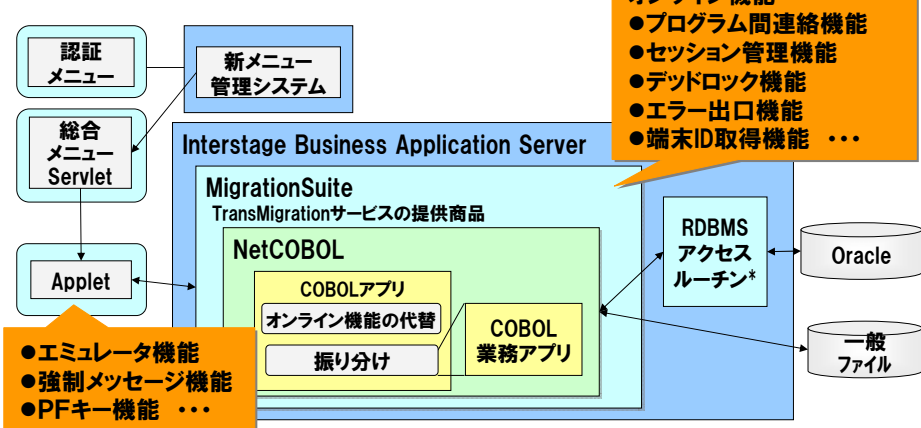 オンライン機能
●プログラム間連絡機能
●セッション管理機能
●デッドロック機能
●エラー出口機能
●端末ID取得機能 ・・・
認証
メニュー
新メニュー
管理システム
総合
メニュー
Servlet
Applet
Interstage Business Application Server
MigrationSuite
TransMigrationサービスの提供商品
NetCOBOL
COBOLアプリ
オンライン機能の代替
振り分け
COBOL
業務アプリ
RDBMS
アクセス
ルーチン*
Oracle
一般
ファイル
●エミュレータ機能
●強制メッセージ機能
●PFキー機能 ・・・